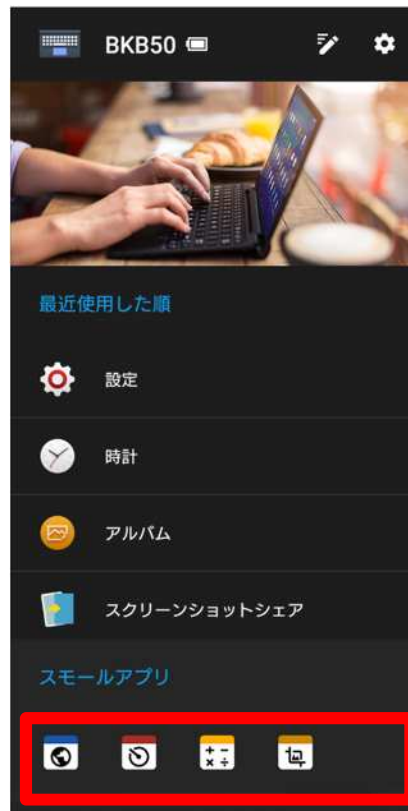 BKB50
最近使用した順
設定
時計
アルバム
スクリーンショットシェア
スモールアプリ